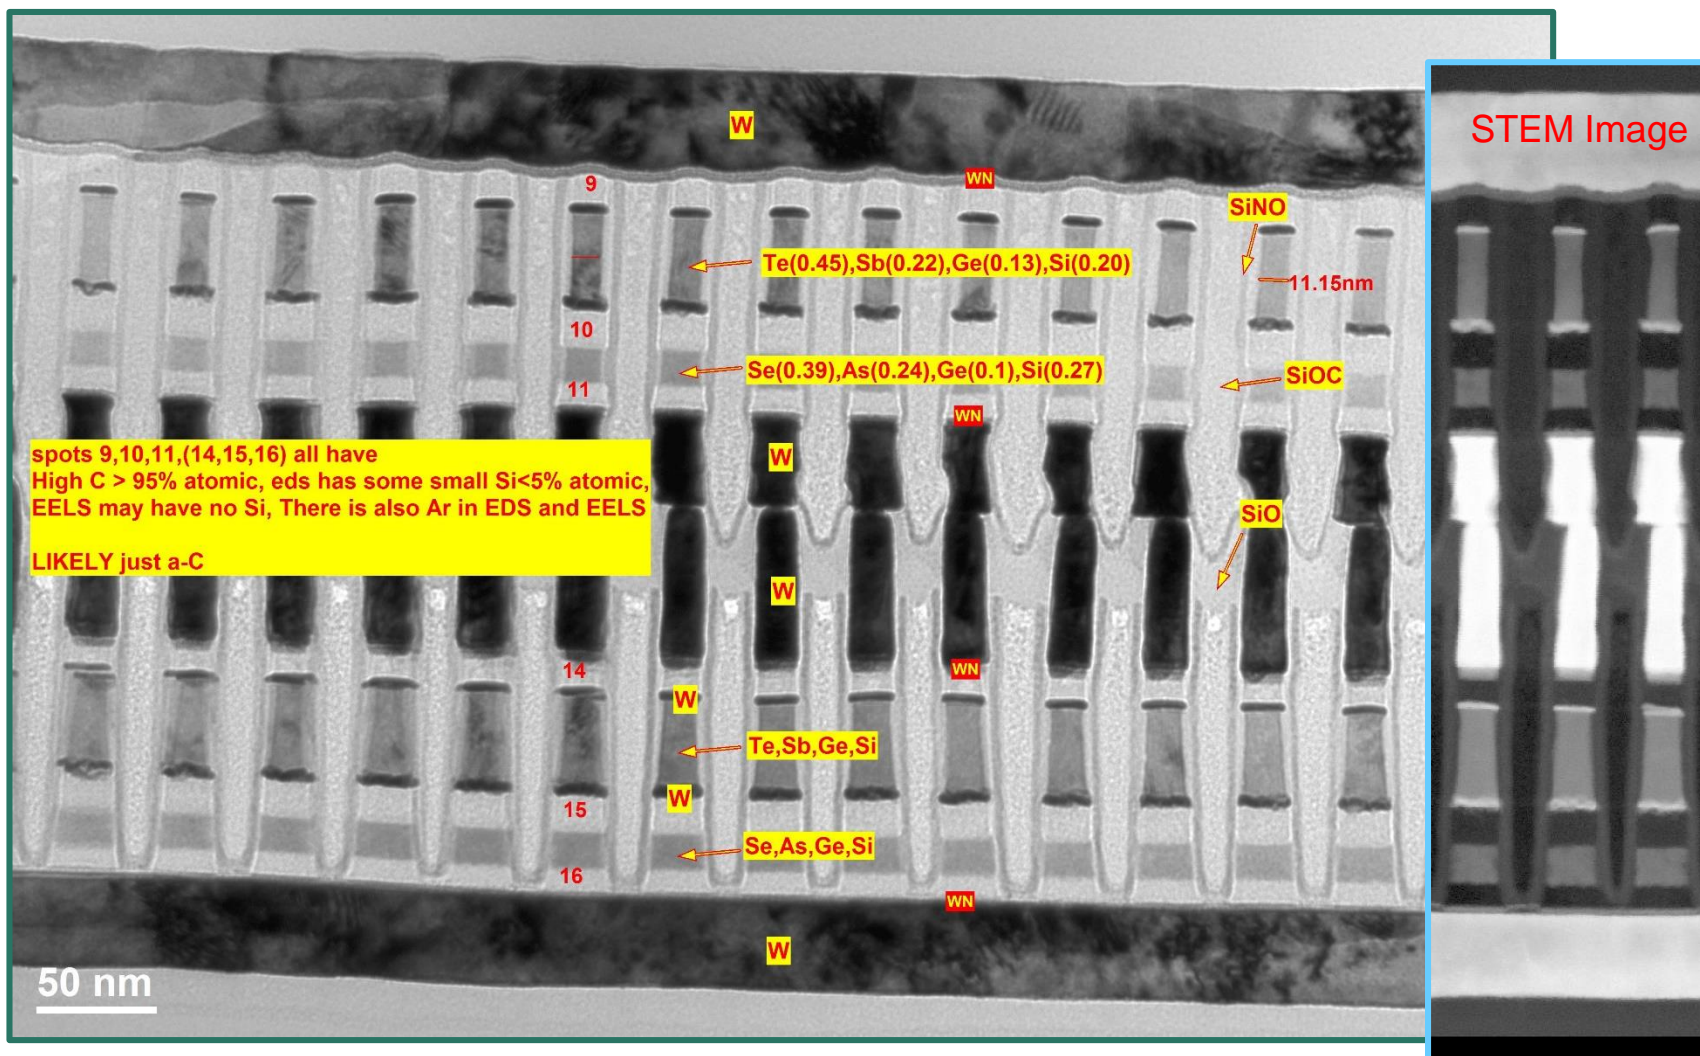 W
STEM Image
9
WN
SiNO
Te(0.45),Sb(0.22),Ge(0.13),Si(0.20)
11.15nm
10
Se(0.39),As(0.24),Ge(0.1),Si(0.27)
SiOC
11
WN
spots 9,10,11,(14,15,16) all have
High C > 95% atomic, eds has some small Si<5% atomic,
EELS may have no Si, There is also Ar in EDS and EELS
LIKELY just a-C
W
SiO
W
14
WN
W
Te,Sb,Ge,Si
W
15
Se,As,Ge,Si
16
WN
W
50 nm